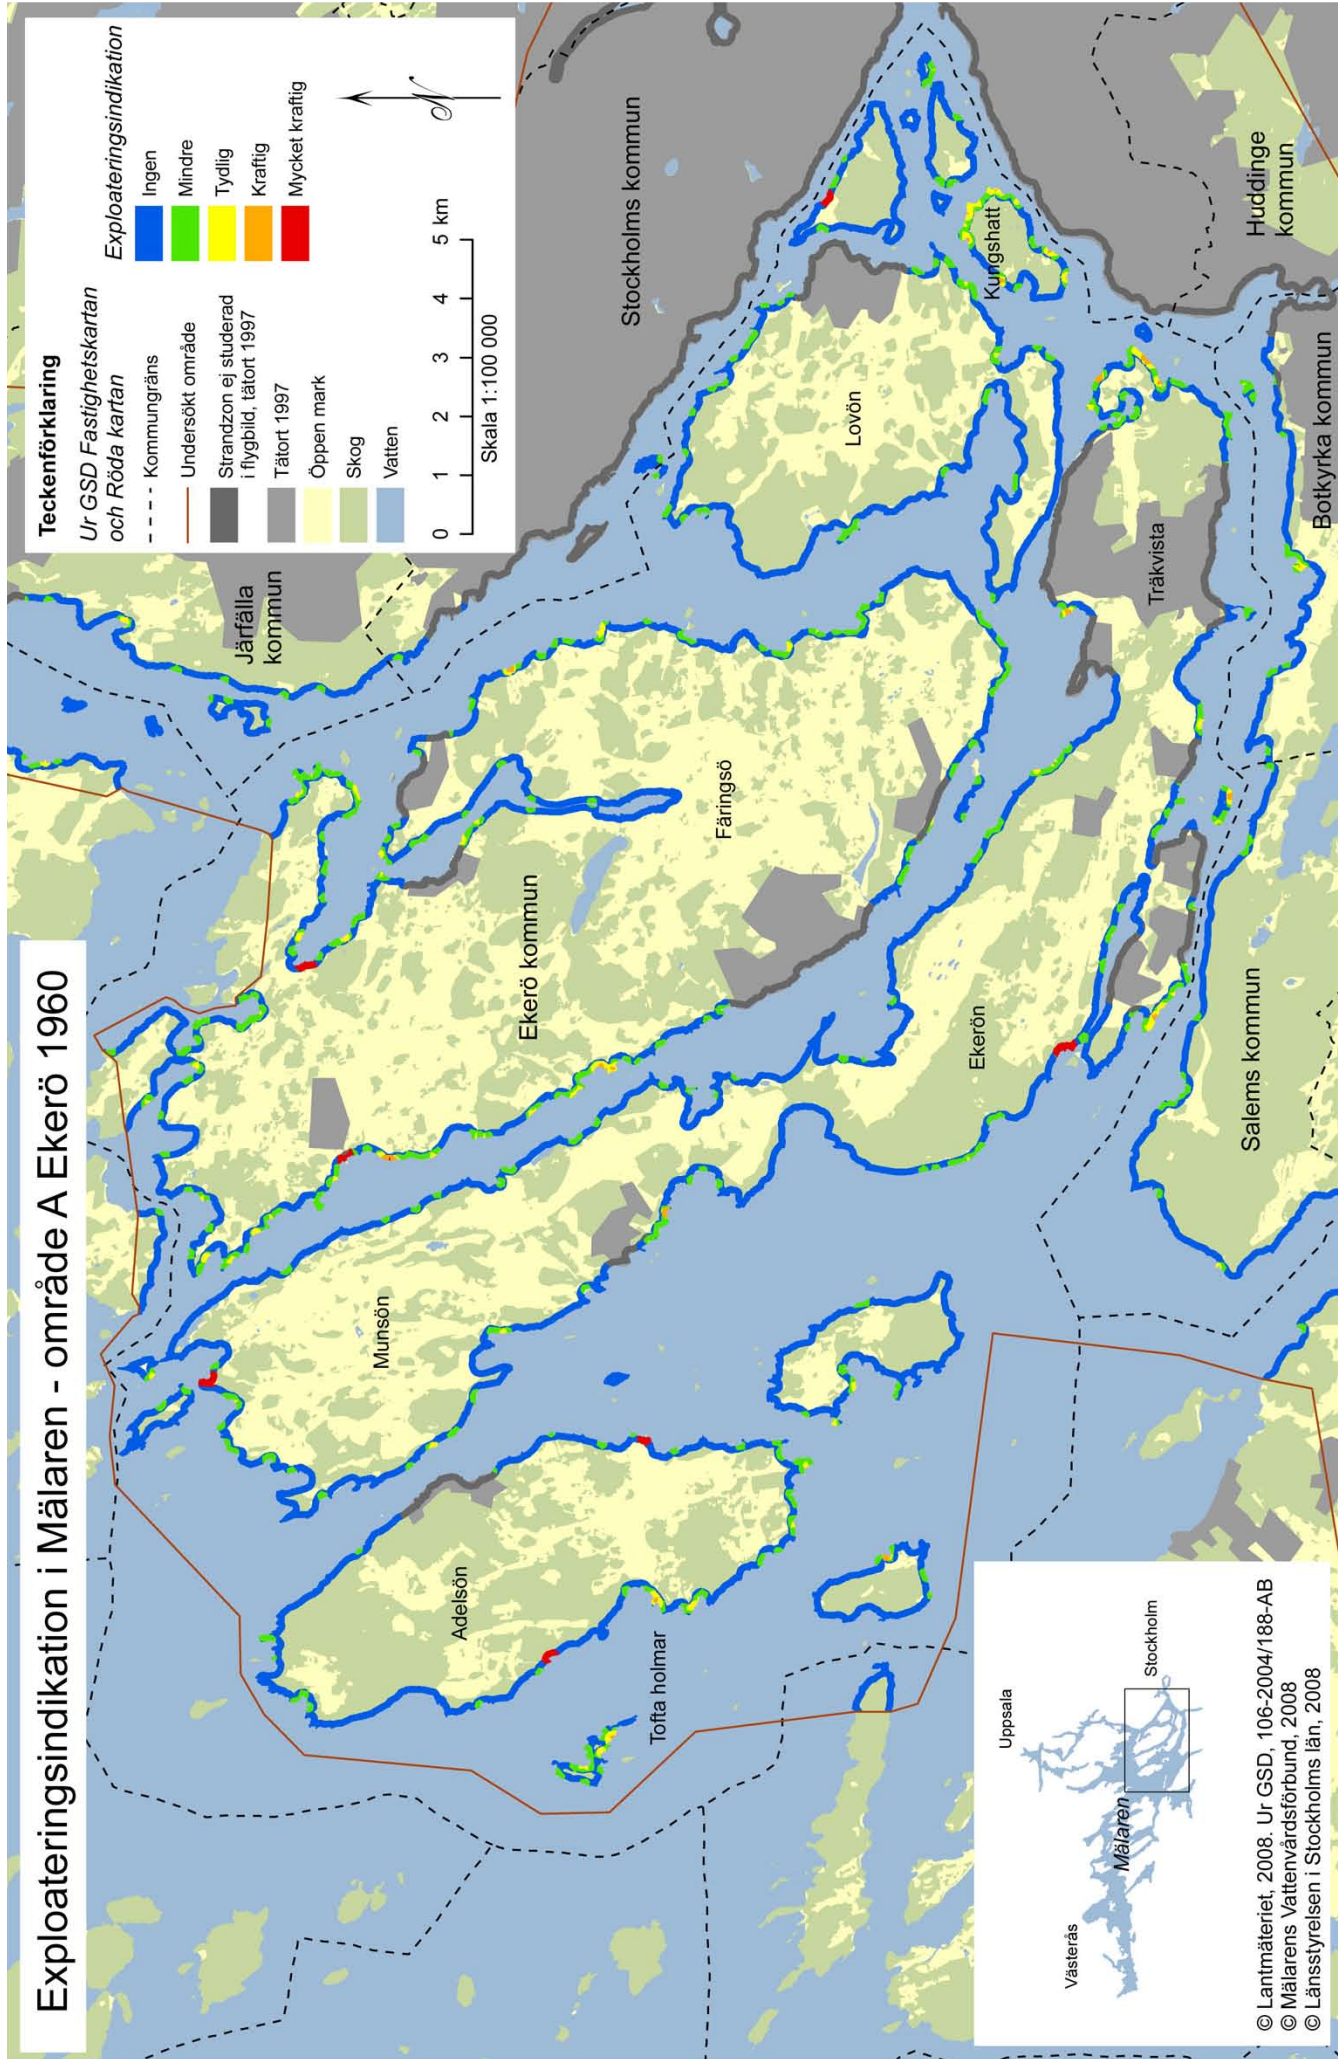 Exploateringsindikation i Mälaren - område A Ekerö 1960
Teckenförklaring
Ur GSD Fastighetskartan
och Röda kartan
Kommungräns
Undersökt område
Strandzon ej studerad
i flygbild, tätort 1997
Tätort 1997
Öppen mark
Skog
Vatten
Exploateringsindikation
Ingen
Mindre
Tydlig
Kraftig
Mycket kraftig
N
0 1 2 3 4 5 km
Skala 1:100 000
Järfälla
kommun
Stockholms kommun
Huddinge
kommun
Botkyrka kommun
Salems kommun
Ekerö kommun
Munsön
Adelsön
Tofta holmar
Färingsö
Ekerön
Lovön
Kungshatt
Träkvista
Uppsala
Stockholm
Västerås
Mälaren
© Lantmäteriet, 2008. Ur GSD, 106-2004/188-AB
© Mälarens Vattenvårdsförbund, 2008
© Länsstyrelsen i Stockholms län, 2008